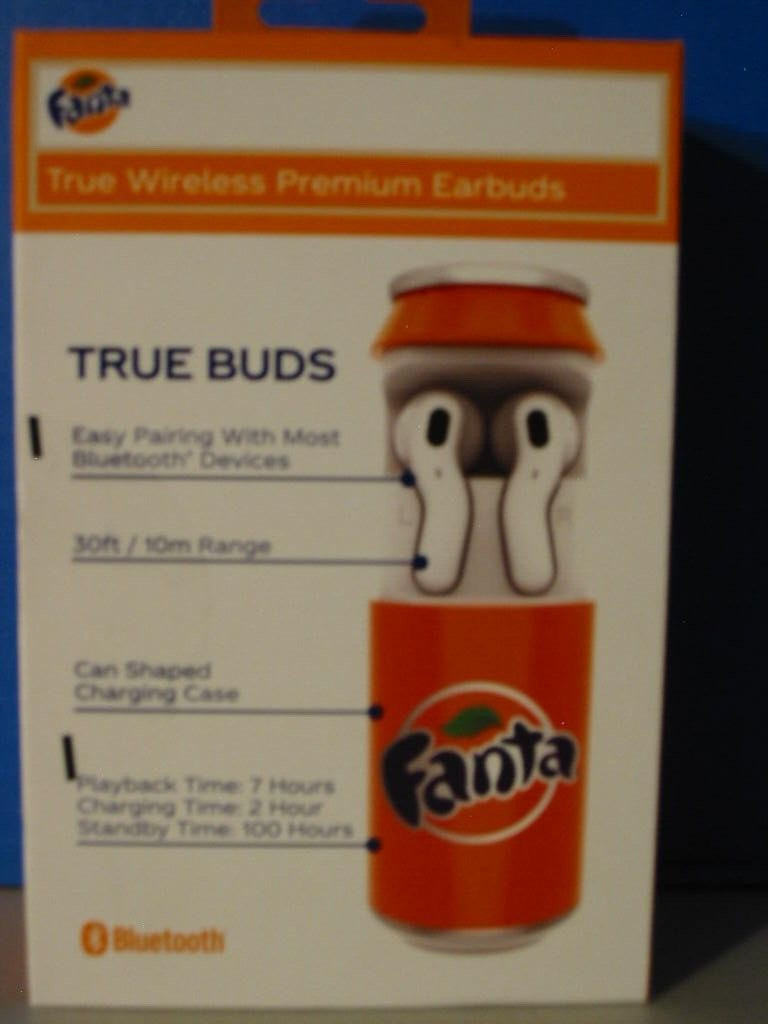 Fanta
True Wireless Premium Earbuds
TRUE BUDS
Easy Pairing With Most
Bluetooth® Devices
30ft / 10m Range
L R
Can Shaped
Charging Case
Fanta
Playback Time: 7 Hours
Charging Time: 2 Hour
Standby Time: 100 Hours
Bluetooth